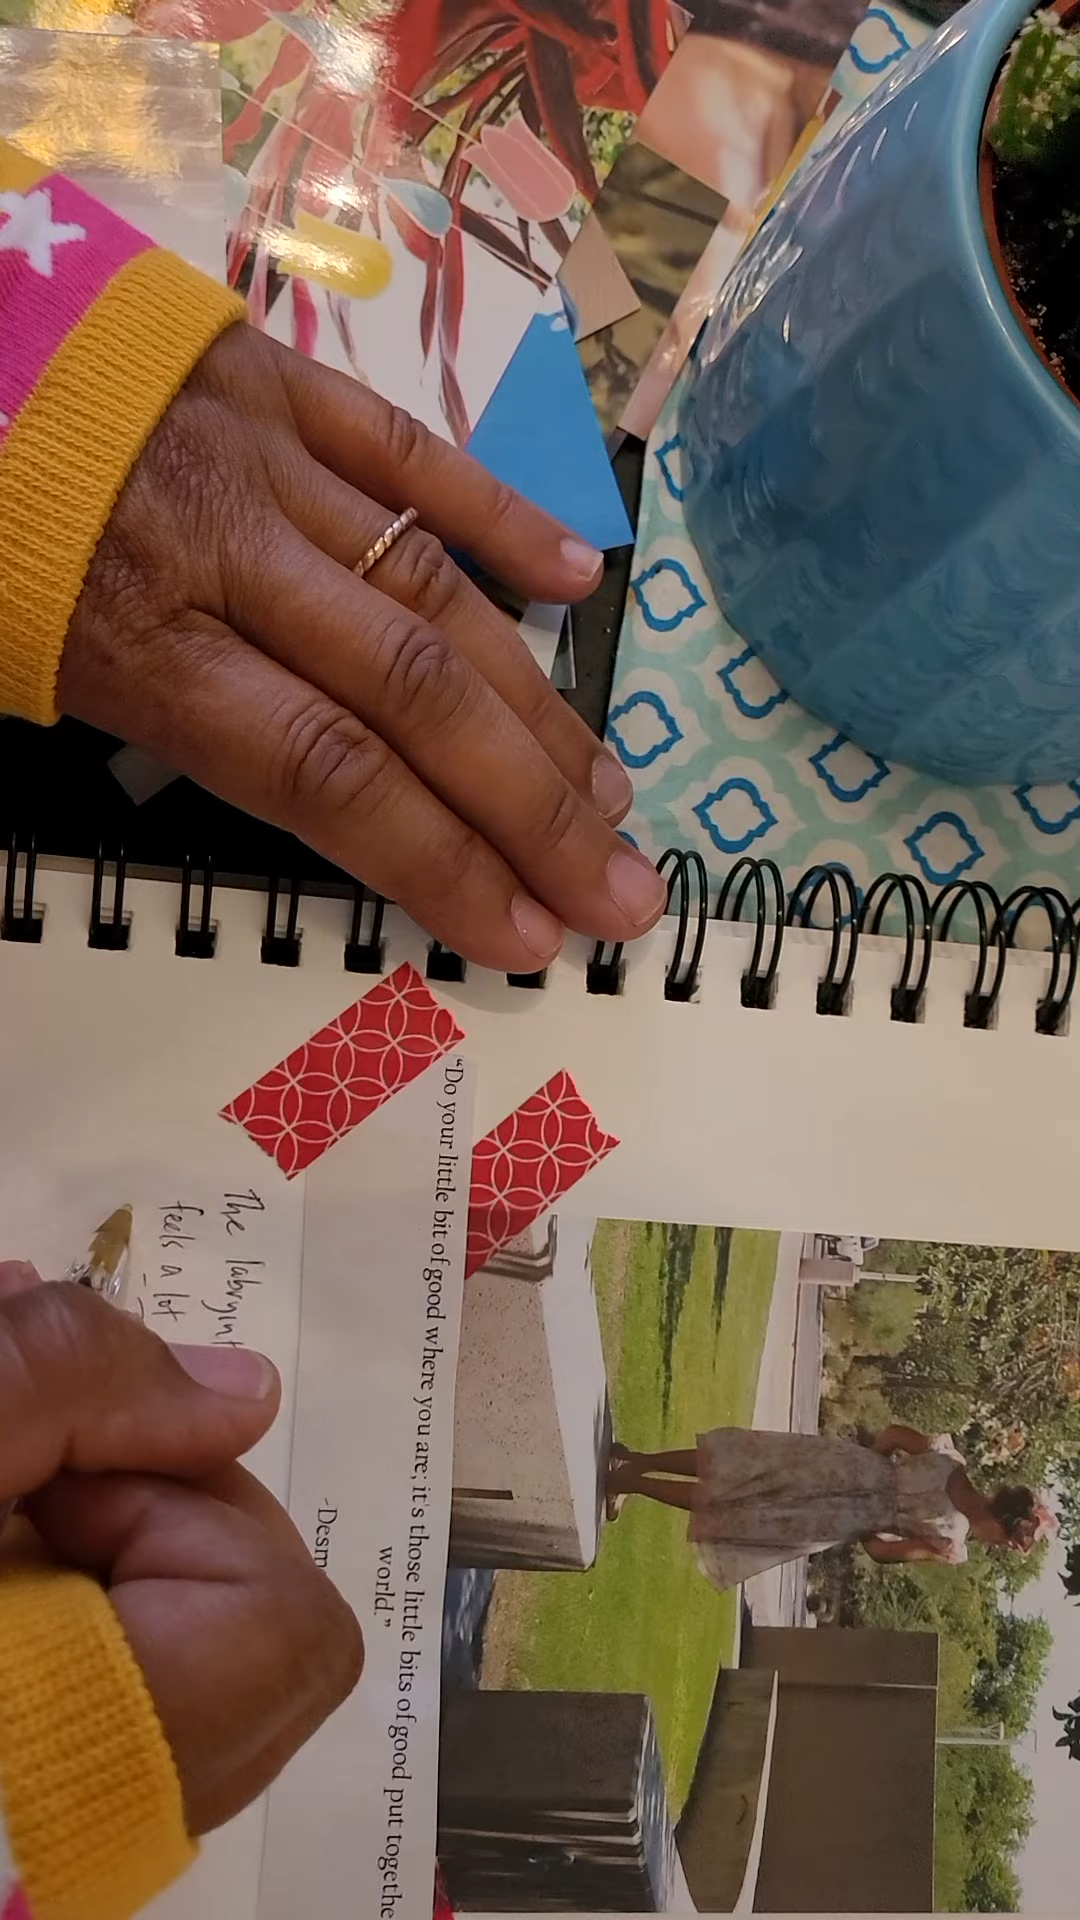 “Do your little bit of good where you are; it's those little bits of good put togethe
world.”
-Desm
The labryint
feels a lot